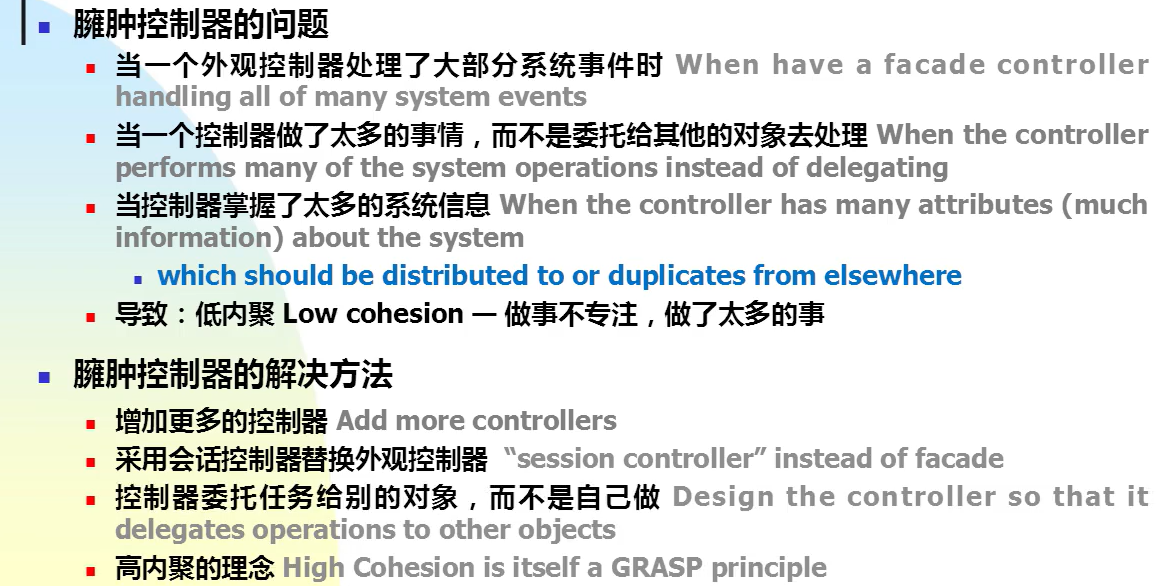 臃肿控制器的问题
当一个外观控制器处理了大部分系统事件时 When have a facade controller
handling all of many system events
当一个控制器做了太多的事情，而不是委托给其他的对象去处理 When the controller
performs many of the system operations instead of delegating
当控制器掌握了太多的系统信息 When the controller has many attributes (much
information) about the system
which should be distributed to or duplicates from elsewhere
导致：低内聚 Low cohesion — 做事不专注，做了太多的事
臃肿控制器的解决方法
增加更多的控制器 Add more controllers
采用会话控制器替换外观控制器 “session controller” instead of facade
控制器委托任务给别的对象，而不是自己做 Design the controller so that it
delegates operations to other objects
高内聚的理念 High Cohesion is itself a GRASP principle